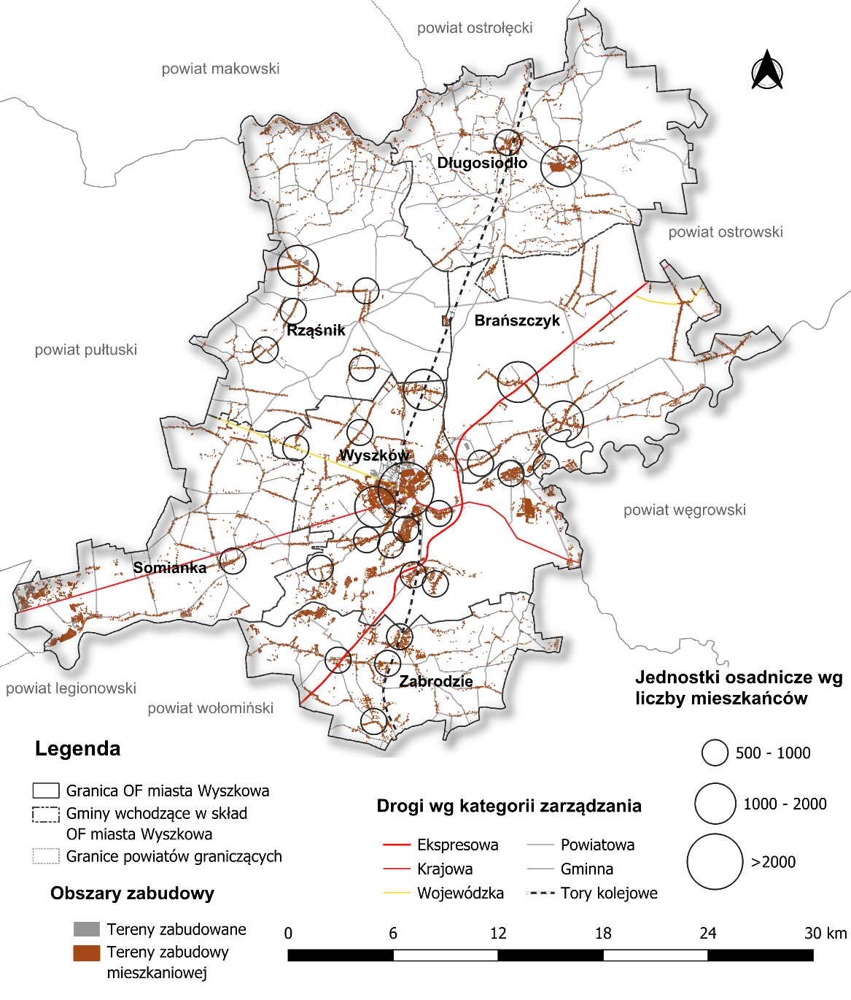 powiat ostrołęcki
powiat makowski
Długosiodło
powiat ostrowski
Brańszczyk
Rząśnik
powiat pułtuski
Wyszków
powiat węgrowski
Somianka
Zabrodzie
powiat legionowski
powiat wołomiński
Jednostki osadnicze wg
liczby mieszkańców
500 - 1000
1000 - 2000
>2000
Legenda
Granica OF miasta Wyszkowa
Gminy wchodzące w skład
OF miasta Wyszkowa
Granice powiatów graniczących
Obszary zabudowy
Tereny zabudowane
Tereny zabudowy
mieszkaniowej
Drogi wg kategorii zarządzania
Ekspresowa
Krajowa
Wojewódzka
Powiatowa
Gminna
Tory kolejowe
0 6 12 18 24 30 km